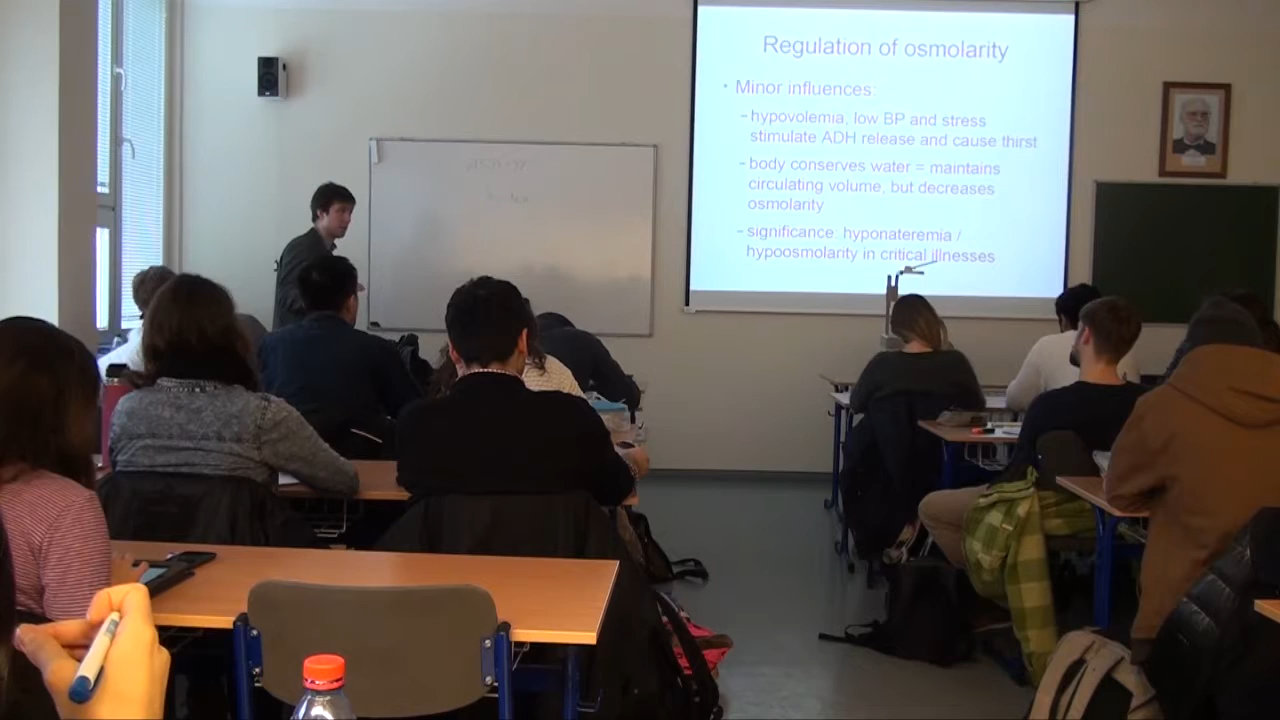 Regulation of osmolarity
• Minor influences:
– hypovolemia, low BP and stress
stimulate ADH release and cause thirst
– body conserves water = maintains
circulating volume, but decreases
osmolarity
– significance: hyponateremia /
hypoosmolarity in critical illnesses